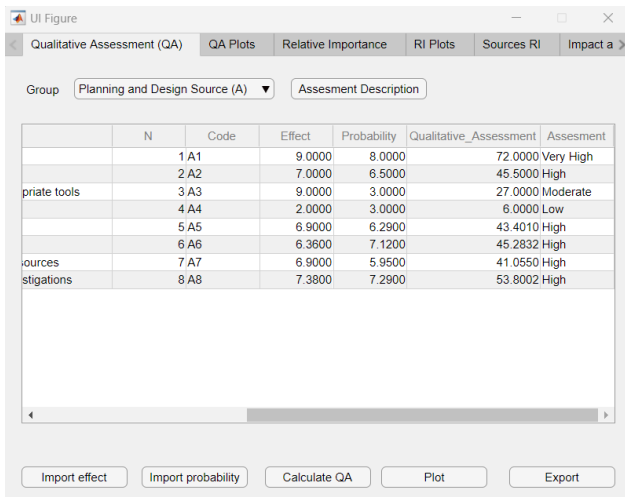 UI Figure
Qualitative Assessment (QA) QA Plots Relative Importance RI Plots Sources RI Impact a
Group Planning and Design Source (A) Assesment Description
N Code Effect Probability Qualitative_Assessment Assesment
1 A1 9.0000 8.0000 72.0000 Very High
2 A2 7.0000 6.5000 45.5000 High
priate tools 3 A3 9.0000 3.0000 27.0000 Moderate
4 A4 2.0000 3.0000 6.0000 Low
5 A5 6.9000 6.2900 43.4010 High
6 A6 6.3600 7.1200 45.2832 High
ources 7 A7 6.9000 5.9500 41.0550 High
stigations 8 A8 7.3800 7.2900 53.8002 High
Import effect Import probability Calculate QA Plot Export